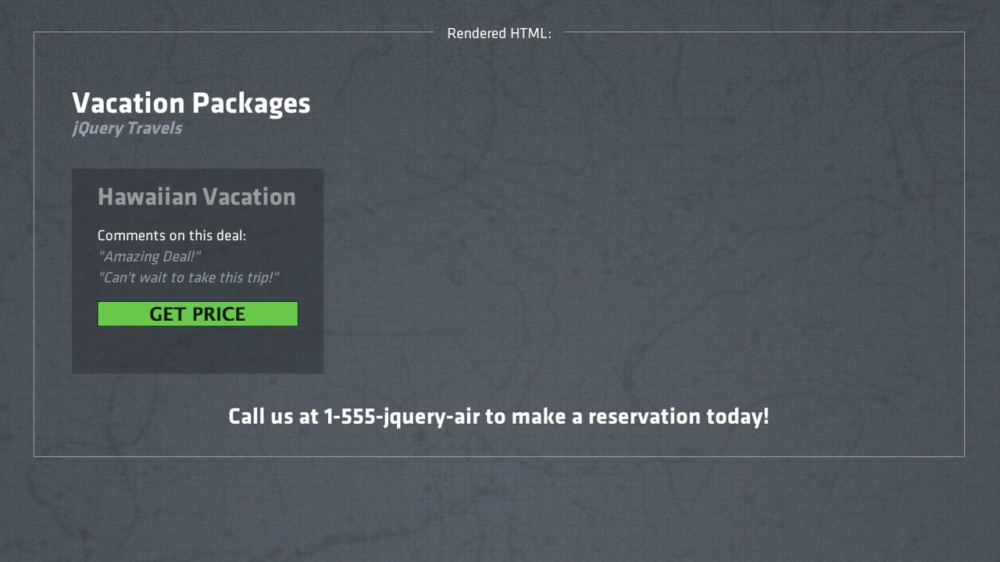 Rendered HTML:
Vacation Packages
jQuery Travels
Hawaiian Vacation
Comments on this deal:
"Amazing Deal!"
"Can't wait to take this trip!"
GET PRICE
Call us at 1-555-jquery-air to make a reservation today!